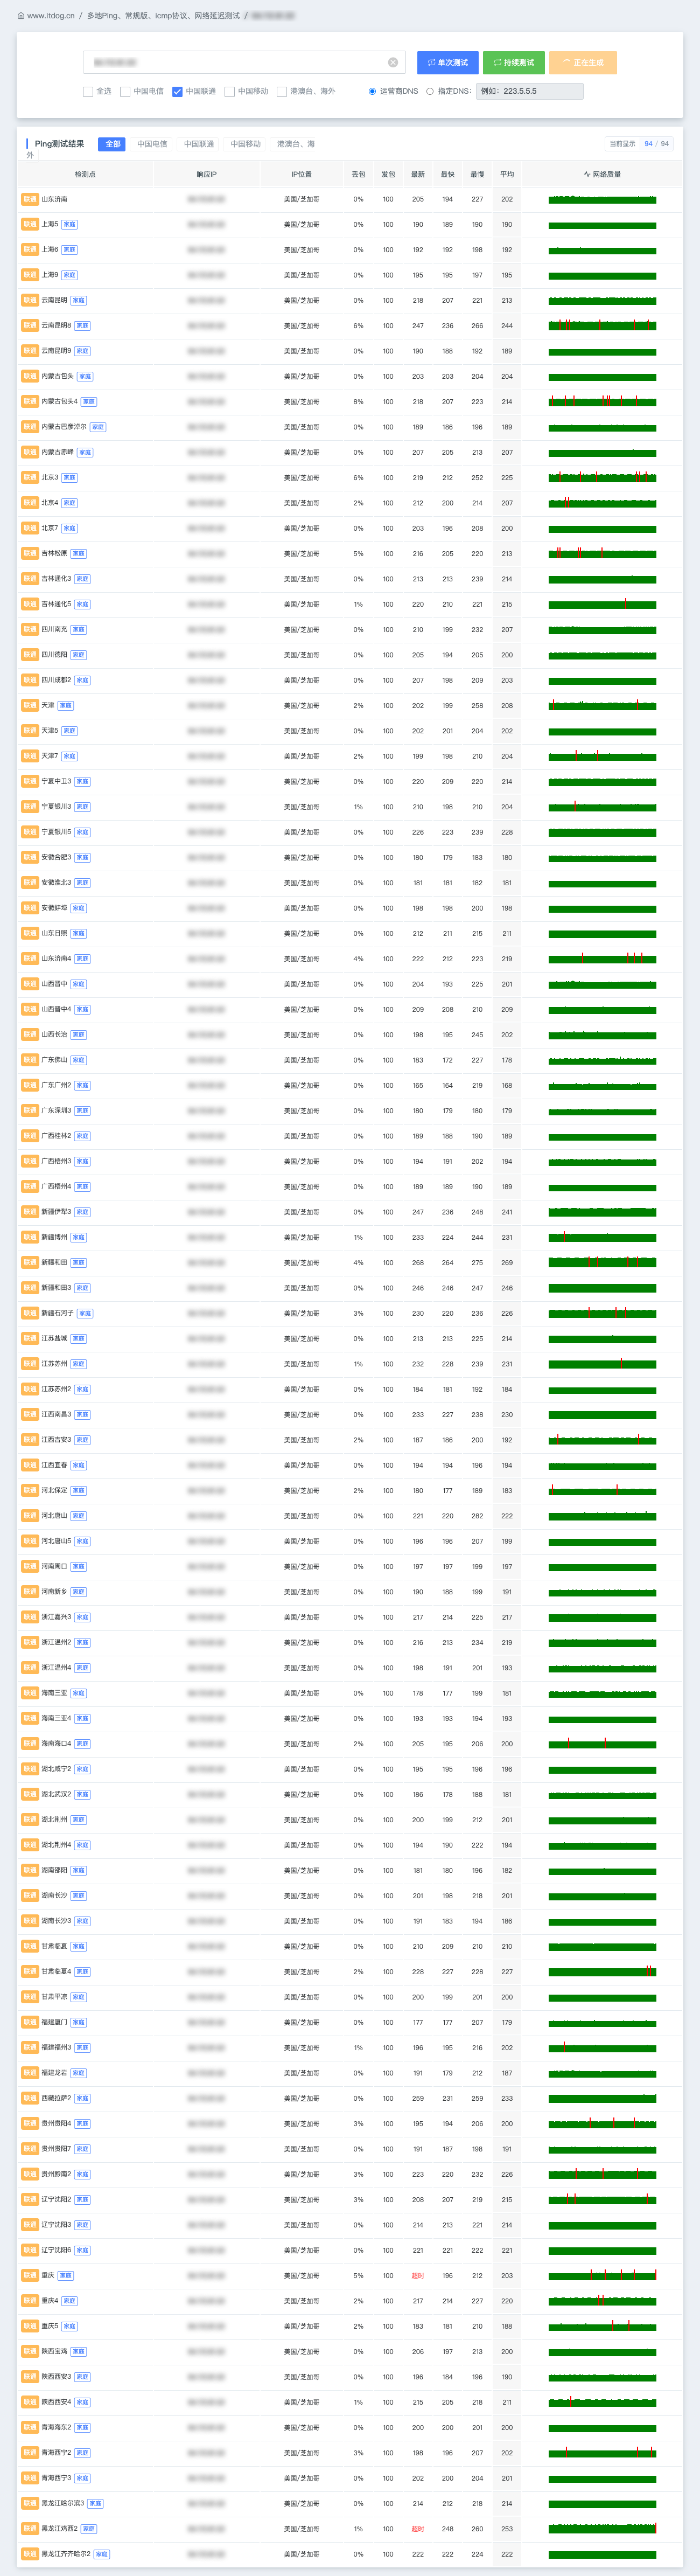 www.itdog.cn / 多地Ping、常规版、icmp协议、网络延迟测试 /
单次测试 持续测试 正在生成
全选 中国电信 中国联通 中国移动 港澳台、海外 运营商DNS 指定DNS: 例如: 223.5.5.5
Ping测试结果 全部 中国电信 中国联通 中国移动 港澳台、海 当前显示 94 / 94
外
检测点 响应IP IP位置 丢包 发包 最新 最快 最慢 平均 网络质量
联通 山东济南 美国/芝加哥 0% 100 205 194 227 202
联通 上海5 家庭 美国/芝加哥 0% 100 190 189 190 190
联通 上海6 家庭 美国/芝加哥 0% 100 192 192 198 192
联通 上海9 家庭 美国/芝加哥 0% 100 195 195 197 195
联通 云南昆明 家庭 美国/芝加哥 0% 100 218 207 221 213
联通 云南昆明8 家庭 美国/芝加哥 6% 100 247 236 266 244
联通 云南昆明9 家庭 美国/芝加哥 0% 100 190 188 192 189
联通 内蒙古包头 家庭 美国/芝加哥 0% 100 203 203 204 204
联通 内蒙古包头4 家庭 美国/芝加哥 8% 100 218 207 223 214
联通 内蒙古巴彦淖尔 家庭 美国/芝加哥 0% 100 189 186 196 189
联通 内蒙古赤峰 家庭 美国/芝加哥 0% 100 207 205 213 207
联通 北京3 家庭 美国/芝加哥 6% 100 219 212 252 225
联通 北京4 家庭 美国/芝加哥 2% 100 212 200 214 207
联通 北京7 家庭 美国/芝加哥 0% 100 203 196 208 200
联通 吉林松原 家庭 美国/芝加哥 5% 100 216 205 220 213
联通 吉林通化3 家庭 美国/芝加哥 0% 100 213 213 239 214
联通 吉林通化5 家庭 美国/芝加哥 1% 100 220 210 221 215
联通 四川南充 家庭 美国/芝加哥 0% 100 210 199 232 207
联通 四川德阳 家庭 美国/芝加哥 0% 100 205 194 205 200
联通 四川成都2 家庭 美国/芝加哥 0% 100 207 198 209 203
联通 天津 家庭 美国/芝加哥 2% 100 202 199 258 208
联通 天津5 家庭 美国/芝加哥 0% 100 202 201 204 202
联通 天津7 家庭 美国/芝加哥 2% 100 199 198 210 204
联通 宁夏中卫3 家庭 美国/芝加哥 0% 100 220 209 220 214
联通 宁夏银川3 家庭 美国/芝加哥 1% 100 210 198 210 204
联通 宁夏银川5 家庭 美国/芝加哥 0% 100 226 223 239 228
联通 安徽合肥3 家庭 美国/芝加哥 0% 100 180 179 183 180
联通 安徽淮北3 家庭 美国/芝加哥 0% 100 181 181 182 181
联通 安徽蚌埠 家庭 美国/芝加哥 0% 100 198 198 200 198
联通 山东日照 家庭 美国/芝加哥 0% 100 212 211 215 211
联通 山东济南4 家庭 美国/芝加哥 4% 100 222 212 223 219
联通 山西晋中 家庭 美国/芝加哥 0% 100 204 193 225 201
联通 山西晋中4 家庭 美国/芝加哥 0% 100 209 208 210 209
联通 山西长治 家庭 美国/芝加哥 0% 100 198 195 245 202
联通 广东佛山 家庭 美国/芝加哥 0% 100 183 172 227 178
联通 广东广州2 家庭 美国/芝加哥 0% 100 165 164 219 168
联通 广东深圳3 家庭 美国/芝加哥 0% 100 180 179 180 179
联通 广西桂林2 家庭 美国/芝加哥 0% 100 189 188 190 189
联通 广西梧州3 家庭 美国/芝加哥 0% 100 194 191 202 194
联通 广西梧州4 家庭 美国/芝加哥 0% 100 189 189 190 189
联通 新疆伊犁3 家庭 美国/芝加哥 0% 100 247 236 248 241
联通 新疆博州 家庭 美国/芝加哥 1% 100 233 224 244 231
联通 新疆和田 家庭 美国/芝加哥 4% 100 268 264 275 269
联通 新疆和田3 家庭 美国/芝加哥 0% 100 246 246 247 246
联通 新疆石河子 家庭 美国/芝加哥 3% 100 230 220 236 226
联通 江苏盐城 家庭 美国/芝加哥 0% 100 213 213 225 214
联通 江苏苏州 家庭 美国/芝加哥 1% 100 232 228 239 231
联通 江苏苏州2 家庭 美国/芝加哥 0% 100 184 181 192 184
联通 江西南昌3 家庭 美国/芝加哥 0% 100 233 227 238 230
联通 江西吉安3 家庭 美国/芝加哥 2% 100 187 186 200 192
联通 江西宜春 家庭 美国/芝加哥 0% 100 194 194 196 194
联通 河北保定 家庭 美国/芝加哥 2% 100 180 177 189 183
联通 河北唐山 家庭 美国/芝加哥 0% 100 221 220 282 222
联通 河北唐山5 家庭 美国/芝加哥 0% 100 196 196 207 199
联通 河南周口 家庭 美国/芝加哥 0% 100 197 197 199 197
联通 河南新乡 家庭 美国/芝加哥 0% 100 190 188 199 191
联通 浙江嘉兴3 家庭 美国/芝加哥 0% 100 217 214 225 217
联通 浙江温州2 家庭 美国/芝加哥 0% 100 216 213 234 219
联通 浙江温州4 家庭 美国/芝加哥 0% 100 198 191 201 193
联通 海南三亚 家庭 美国/芝加哥 0% 100 178 177 199 181
联通 海南三亚4 家庭 美国/芝加哥 0% 100 193 193 194 193
联通 海南海口4 家庭 美国/芝加哥 2% 100 205 195 206 200
联通 湖北咸宁2 家庭 美国/芝加哥 0% 100 195 195 196 196
联通 湖北武汉2 家庭 美国/芝加哥 0% 100 186 178 188 181
联通 湖北荆州 家庭 美国/芝加哥 0% 100 200 199 212 201
联通 湖北荆州4 家庭 美国/芝加哥 0% 100 194 190 222 194
联通 湖南邵阳 家庭 美国/芝加哥 0% 100 181 180 196 182
联通 湖南长沙 家庭 美国/芝加哥 0% 100 201 198 218 201
联通 湖南长沙3 家庭 美国/芝加哥 0% 100 191 183 194 186
联通 甘肃临夏 家庭 美国/芝加哥 0% 100 210 209 210 210
联通 甘肃临夏4 家庭 美国/芝加哥 2% 100 228 227 228 227
联通 甘肃平凉 家庭 美国/芝加哥 0% 100 200 199 201 200
联通 福建厦门 家庭 美国/芝加哥 0% 100 177 177 207 179
联通 福建福州3 家庭 美国/芝加哥 1% 100 196 195 216 202
联通 福建龙岩 家庭 美国/芝加哥 0% 100 191 179 212 187
联通 西藏拉萨2 家庭 美国/芝加哥 0% 100 259 231 259 233
联通 贵州贵阳4 家庭 美国/芝加哥 3% 100 195 194 206 200
联通 贵州贵阳7 家庭 美国/芝加哥 0% 100 191 187 198 191
联通 贵州黔南2 家庭 美国/芝加哥 3% 100 223 220 232 226
联通 辽宁沈阳2 家庭 美国/芝加哥 3% 100 208 207 219 215
联通 辽宁沈阳3 家庭 美国/芝加哥 0% 100 214 213 221 214
联通 辽宁沈阳6 家庭 美国/芝加哥 0% 100 221 221 222 221
联通 重庆 家庭 美国/芝加哥 5% 100 超时 196 212 203
联通 重庆4 家庭 美国/芝加哥 2% 100 217 214 227 220
联通 重庆5 家庭 美国/芝加哥 2% 100 183 181 210 188
联通 陕西宝鸡 家庭 美国/芝加哥 0% 100 206 197 213 200
联通 陕西西安3 家庭 美国/芝加哥 0% 100 196 184 196 190
联通 陕西西安4 家庭 美国/芝加哥 1% 100 215 205 218 211
联通 青海海东2 家庭 美国/芝加哥 0% 100 200 200 201 200
联通 青海西宁2 家庭 美国/芝加哥 3% 100 198 196 207 202
联通 青海西宁3 家庭 美国/芝加哥 0% 100 202 200 204 201
联通 黑龙江哈尔滨3 家庭 美国/芝加哥 0% 100 214 212 218 214
联通 黑龙江鸡西2 家庭 美国/芝加哥 1% 100 超时 248 260 253
联通 黑龙江齐齐哈尔2 家庭 美国/芝加哥 0% 100 222 222 224 222